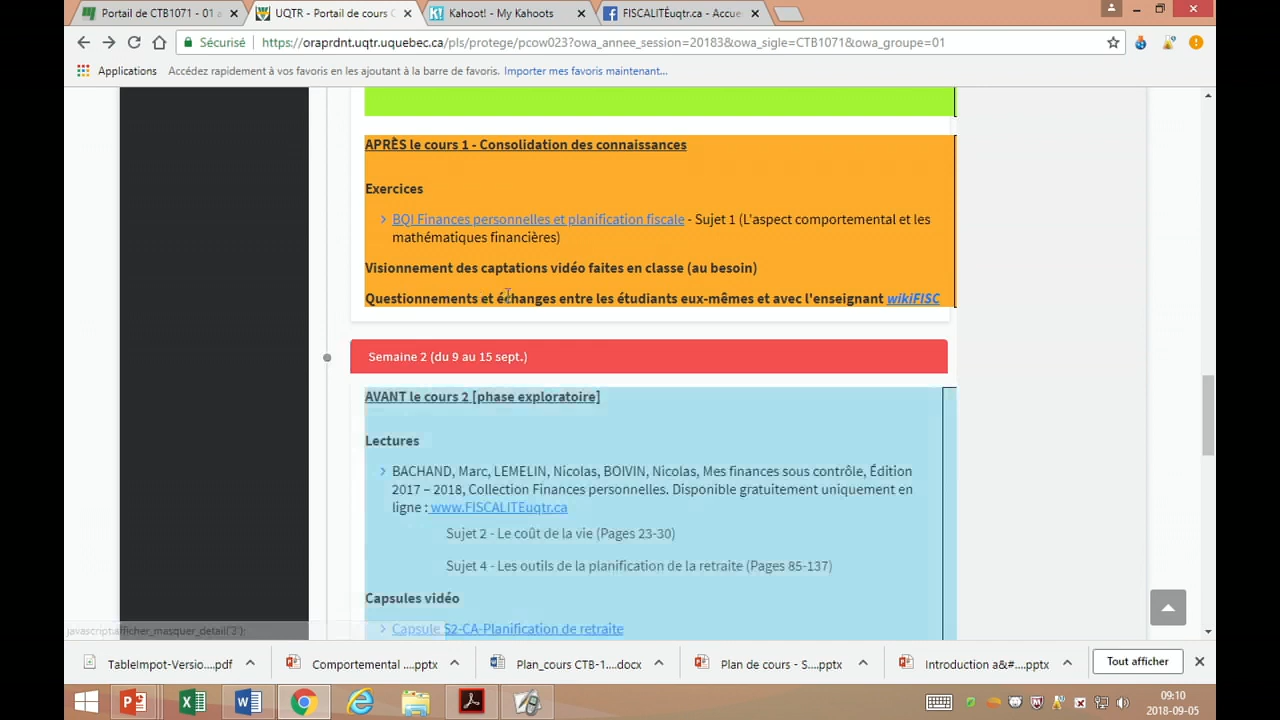 Portail de CTB1071 - 01 a
UQTR - Portail de cours C
Kahoot! - My Kahoots
FISCALITÉuqtr.ca - Accue
Sécurisé
https://oraprdnt.uqtr.uquebec.ca/pls/protege/pcow023?owa_annee_session=20183&owa_sigle=CTB1071&owa_groupe=01
Applications
Accédez rapidement à vos favoris en les ajoutant à la barre de favoris. Importer mes favoris maintenant...
APRÈS le cours 1 - Consolidation des connaissances
Exercices
BQI Finances personnelles et planification fiscale - Sujet 1 (L'aspect comportemental et les
mathématiques financières)
Visionnement des captations vidéo faites en classe (au besoin)
Questionnements et échanges entre les étudiants eux-mêmes et avec l'enseignant wikiFISC
Semaine 2 (du 9 au 15 sept.)
AVANT le cours 2 [phase exploratoire]
Lectures
BACHAND, Marc, LEMELIN, Nicolas, BOIVIN, Nicolas, Mes finances sous contrôle, Édition
2017 – 2018, Collection Finances personnelles. Disponible gratuitement uniquement en
ligne : www.FISCALITEuqtr.ca
Sujet 2 - Le coût de la vie (Pages 23-30)
Sujet 4 - Les outils de la planification de la retraite (Pages 85-137)
Capsules vidéo
Capsule S2-CA-Planification de retraite
javascript:afficher_masquer_detail('2');
TableImpot-Versio....pdf
Comportemental ....pptx
Plan_cours CTB-1....docx
Plan de cours - S....pptx
Introduction a&#....pptx
Tout afficher
09:10
2018-09-05